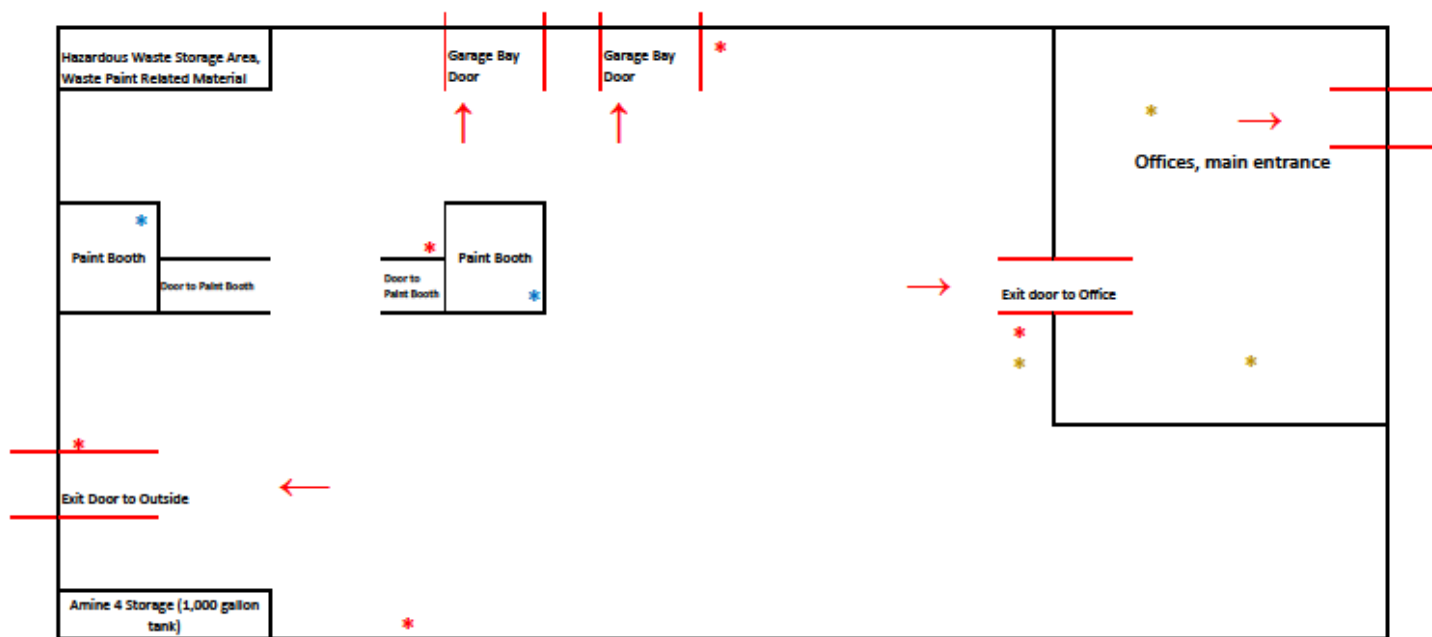 Hazardous Waste Storage Area,
Waste Paint Related Material
Garage Bay
Door
Garage Bay
Door
*
*
Offices, main entrance
*
Paint Booth
Door to Paint Booth
*
Door to
Paint Booth
Paint Booth
*
Exit door to Office
*
*
*
*
Exit Door to Outside
Amine 4 Storage (1,000 gallon
tank)
*